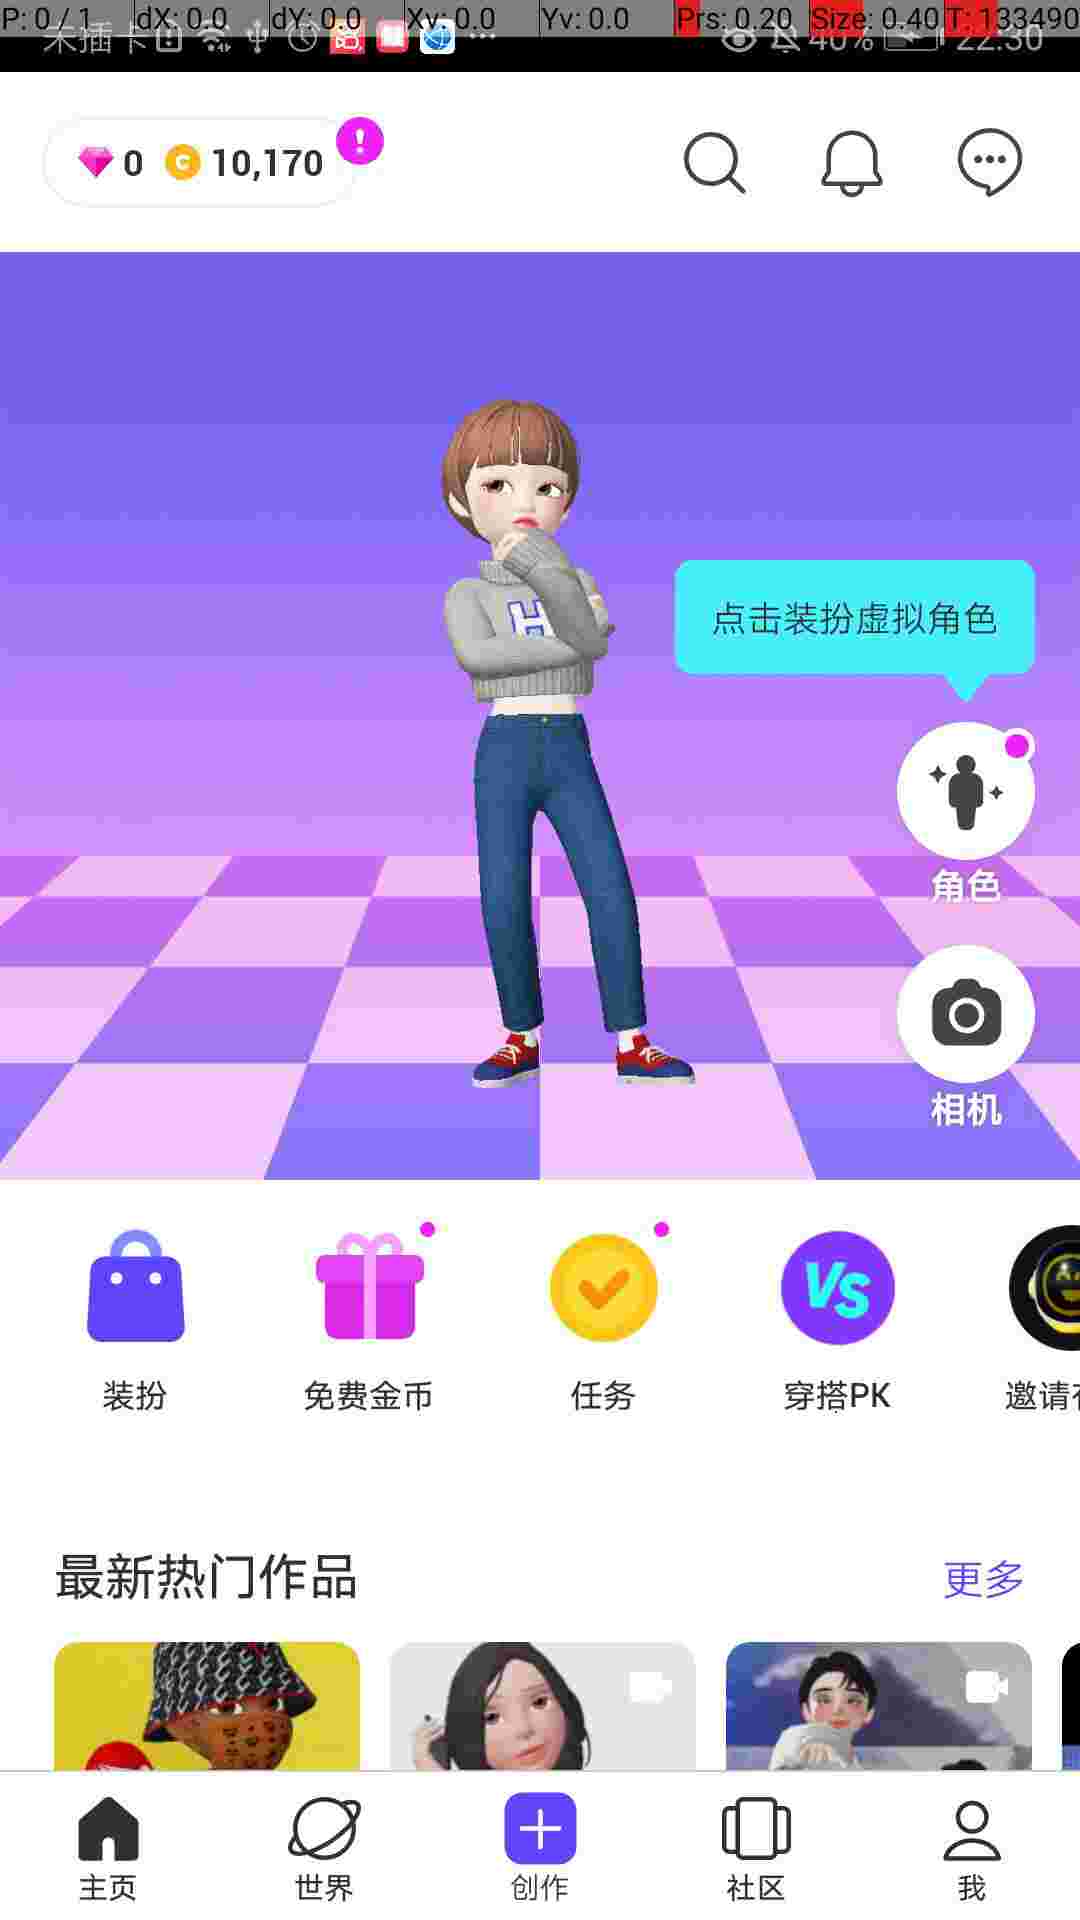 P: 0 / 1 dX: 0.0 dY: 0.0 Xv: 0.0 Yv: 0.0 Prs: 0.20 Size: 0.40 T: 133490
未插卡 40% 22:30
0 C 10,170
H
点击装扮虚拟角色
角色
相机
VS
装扮 免费金币 任务 穿搭PK 邀请
最新热门作品 更多
主页 世界 创作 社区 我